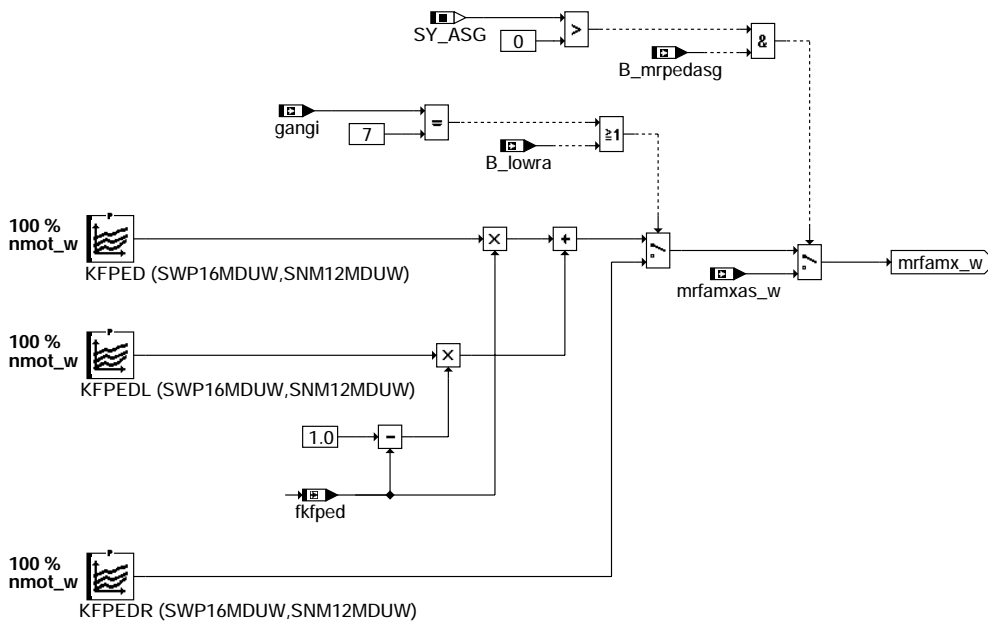 SY_ASG
0
>
B_mrpedasg
&
gangi
7
=
B_lowra
≥1
100 %
nmot_w
P
KFPED (SWP16MDUW,SNM12MDUW)
×
+
mrfamxas_w
mrfamx_w
100 %
nmot_w
P
KFPEDL (SWP16MDUW,SNM12MDUW)
×
1.0
-
fkfped
100 %
nmot_w
P
KFPEDR (SWP16MDUW,SNM12MDUW)